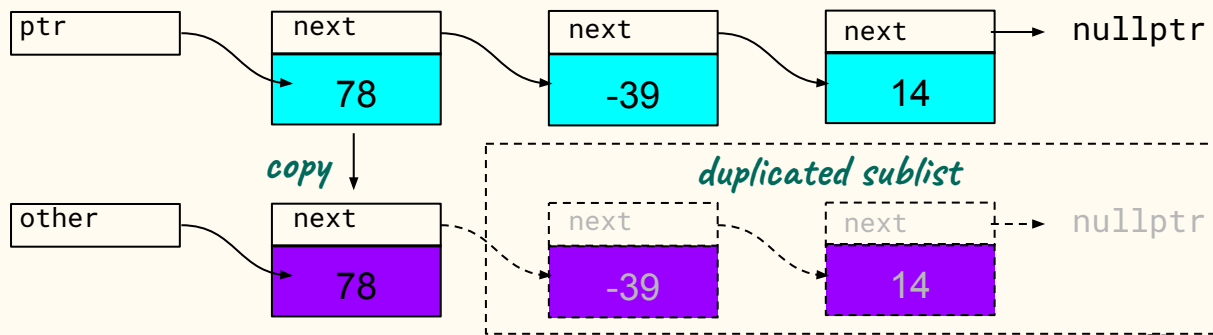 ptr next next next nullptr
78 -39 14
copy duplicated sublist
other next next next nullptr
78 -39 14